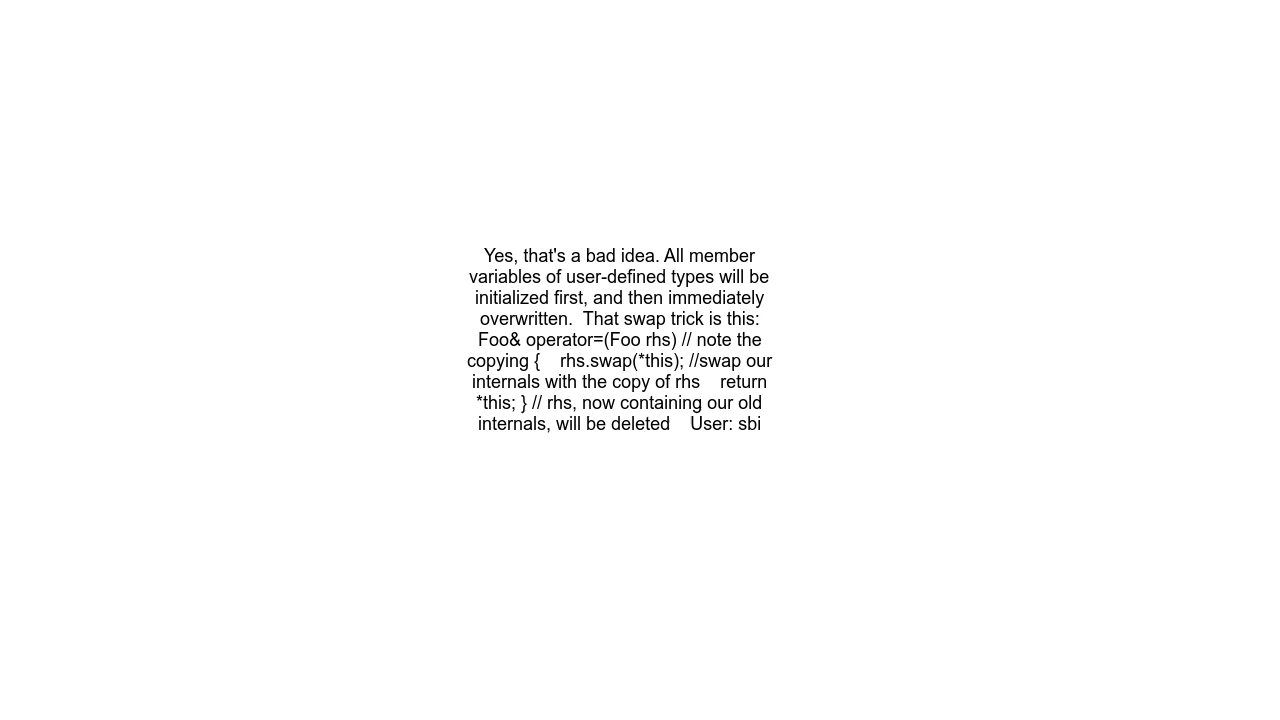 Yes, that's a bad idea. All member
variables of user-defined types will be
initialized first, and then immediately
overwritten.  That swap trick is this:
Foo& operator=(Foo rhs) // note the
copying {    rhs.swap(*this); //swap our
internals with the copy of rhs    return
*this; } // rhs, now containing our old
internals, will be deleted    User: sbi